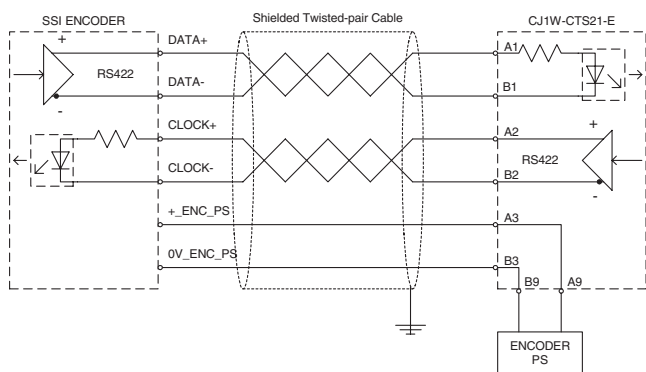 SSI ENCODER
Shielded Twisted-pair Cable
CJ1W-CTS21-E
+
RS422
-
DATA+
DATA-
CLOCK+
CLOCK-
+_ENC_PS
0V_ENC_PS
A1
B1
A2
B2
+
RS422
-
A3
B3
B9
A9
ENCODER
PS